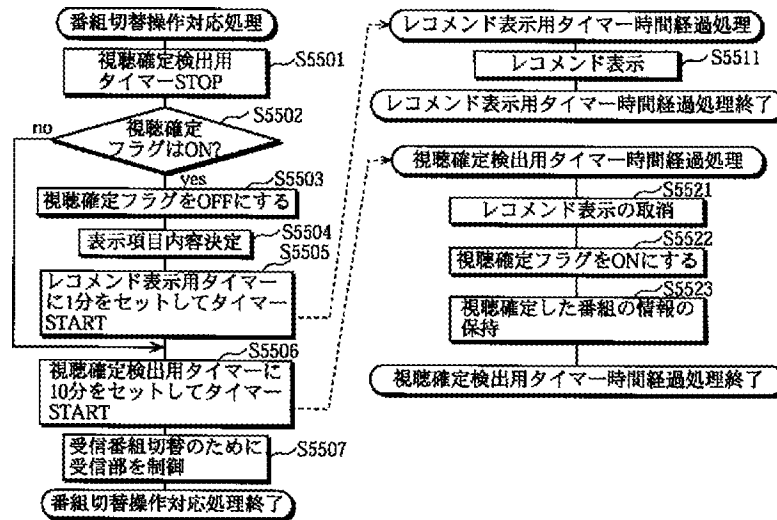 番組切替操作対応処理
視聴確定検出用
タイマーSTOP
S5501
視聴確定
フラグはON?
S5502
no
yes
S5503
視聴確定フラグをOFFにする
S5504
表示項目内容決定
S5505
レコメンド表示用タイマー
に1分をセットしてタイマー
START
S5506
視聴確定検出用タイマーに
10分をセットしてタイマー
START
受信番組切替のために
受信部を制御
S5507
番組切替操作対応処理終了
レコメンド表示用タイマー時間経過処理
レコメンド表示
S5511
レコメンド表示用タイマー時間経過処理終了
視聴確定検出用タイマー時間経過処理
S5521
レコメンド表示の取消
S5522
視聴確定フラグをONにする
S5523
視聴確定した番組の情報の
保持
視聴確定検出用タイマー時間経過処理終了